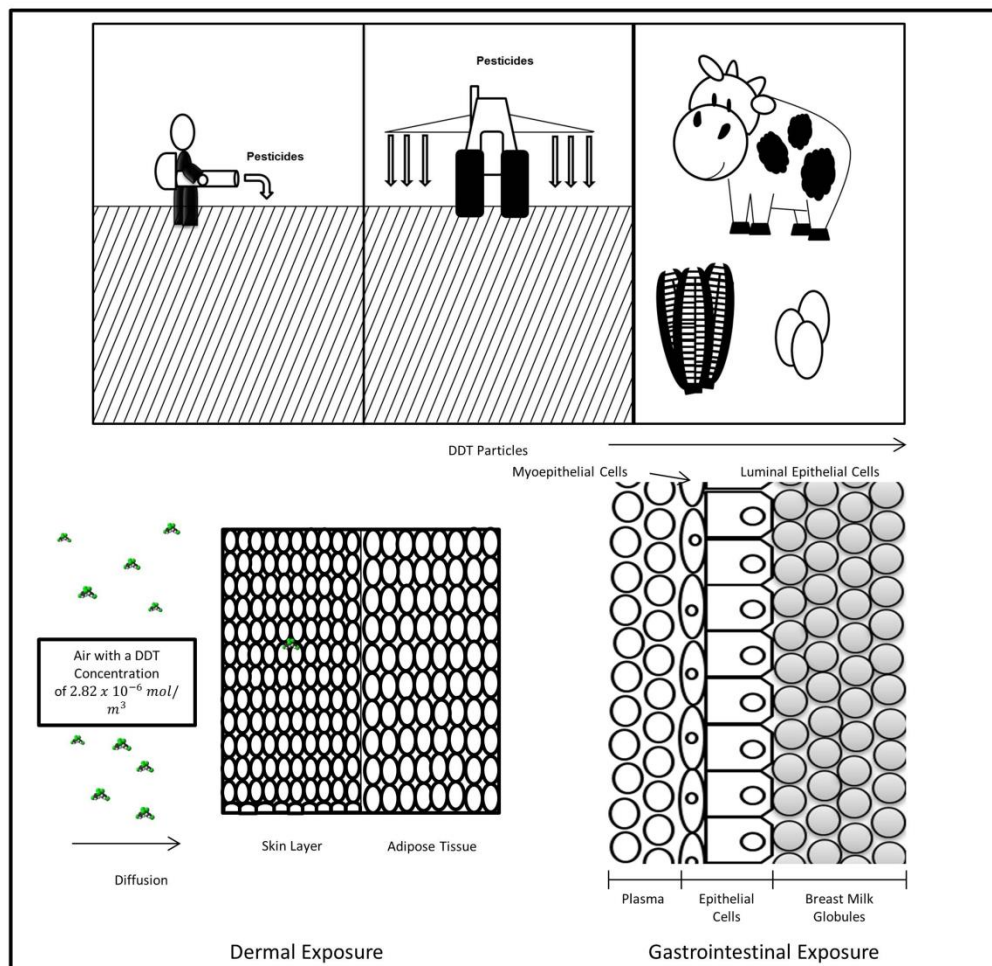 Pesticides
Pesticides
DDT Particles
Myoepithelial Cells
Luminal Epithelial Cells
Air with a DDT
Concentration
of 2.82 x 10⁻⁶ mol/
m³
Diffusion
Skin Layer
Adipose Tissue
Plasma
Epithelial
Cells
Breast Milk
Globules
Dermal Exposure
Gastrointestinal Exposure